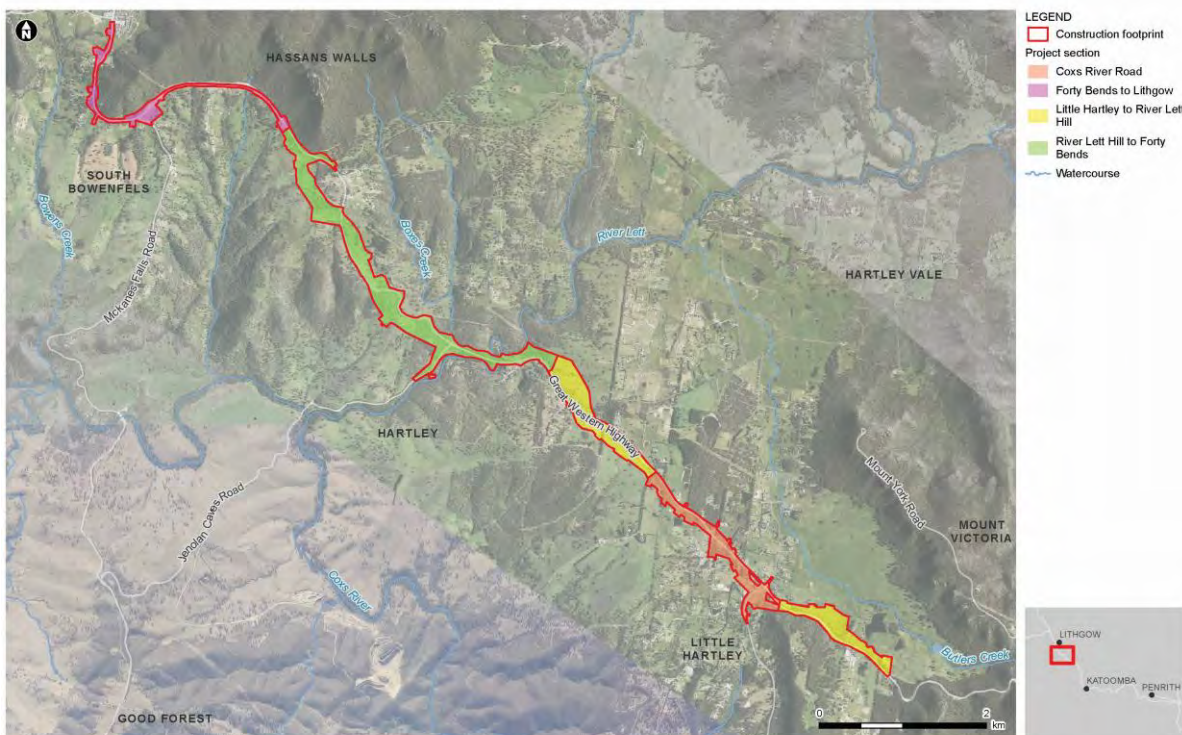 N
HASSANS WALLS
SOUTH
BOWENFELS
Bowens Creek
Mckanes Falls Road
Boxes Creek
River Lett
HARTLEY VALE
Great Western Highway
HARTLEY
Jenolan Caves Road
Mount York Road
MOUNT
VICTORIA
Coxs River
LITTLE
HARTLEY
Butlers Creek
GOOD FOREST
0
2
km
LEGEND
Construction footprint
Project section
Coxs River Road
Forty Bends to Lithgow
Little Hartley to River Lett
Hill
River Lett Hill to Forty
Bends
Watercourse
LITHGOW
KATOOMBA
PENRITH